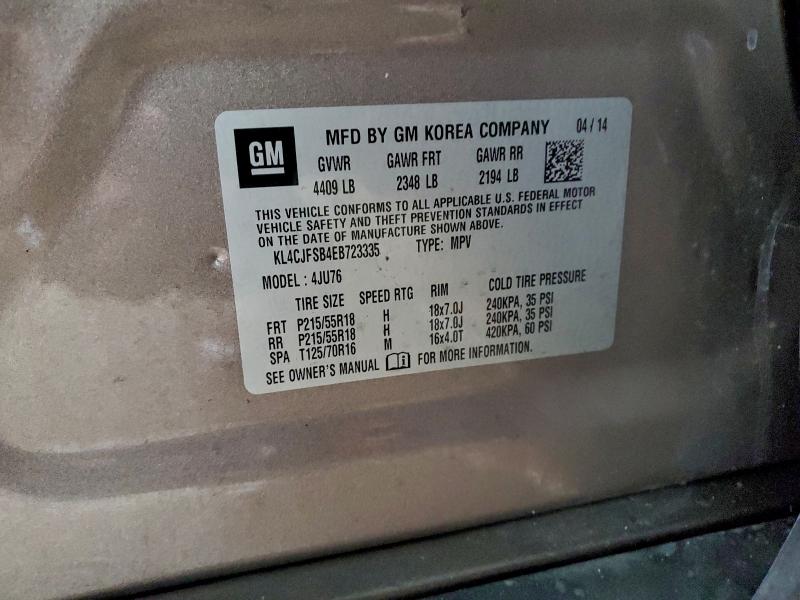 GM
MFD BY GM KOREA COMPANY 04 / 14
GVWR GAWR FRT GAWR RR
4409 LB 2348 LB 2194 LB
THIS VEHICLE CONFORMS TO ALL APPLICABLE U.S. FEDERAL MOTOR
VEHICLE SAFETY AND THEFT PREVENTION STANDARDS IN EFFECT
ON THE DATE OF MANUFACTURE SHOWN ABOVE.
KL4CJFSB4EB723335 TYPE: MPV
MODEL : 4JU76
TIRE SIZE SPEED RTG RIM COLD TIRE PRESSURE
FRT P215/55R18 H 18x7.0J 240KPA, 35 PSI
RR P215/55R18 H 18x7.0J 240KPA, 35 PSI
SPA T125/70R16 M 16x4.0T 420KPA, 60 PSI
SEE OWNER'S MANUAL FOR MORE INFORMATION.